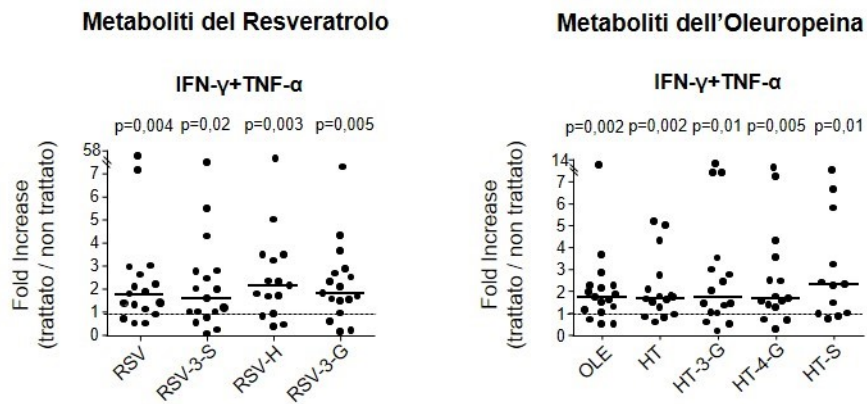 Metaboliti del Resveratrolo
IFN-γ+TNF-α
p=0,004 p=0,02 p=0,003 p=0,005
Fold Increase
(trattato / non trattato)
58
7
6
5
4
3
2
1
0
RSV RSV-3-S RSV-H RSV-3-G
Metaboliti dell'Oleuropeina
IFN-γ+TNF-α
p=0,002 p=0,002 p=0,01 p=0,005 p=0,01
Fold Increase
(trattato / non trattato)
14
7
6
5
4
3
2
1
0
OLE HT HT-3-G HT-4-G HT-S